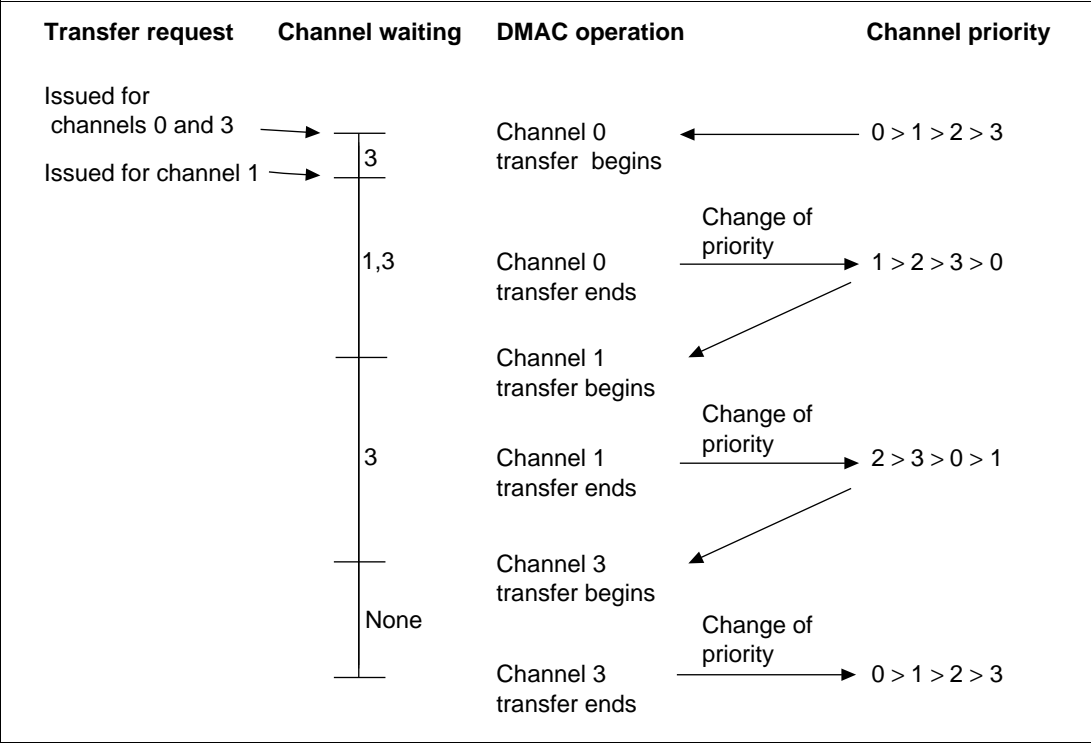 Transfer request Channel waiting DMAC operation Channel priority
Issued for
channels 0 and 3
Channel 0
transfer begins
0 > 1 > 2 > 3
3
Issued for channel 1
Change of
priority
1,3
Channel 0
transfer ends
1 > 2 > 3 > 0
Channel 1
transfer begins
Change of
priority
3
Channel 1
transfer ends
2 > 3 > 0 > 1
Channel 3
transfer begins
None
Change of
priority
Channel 3
transfer ends
0 > 1 > 2 > 3